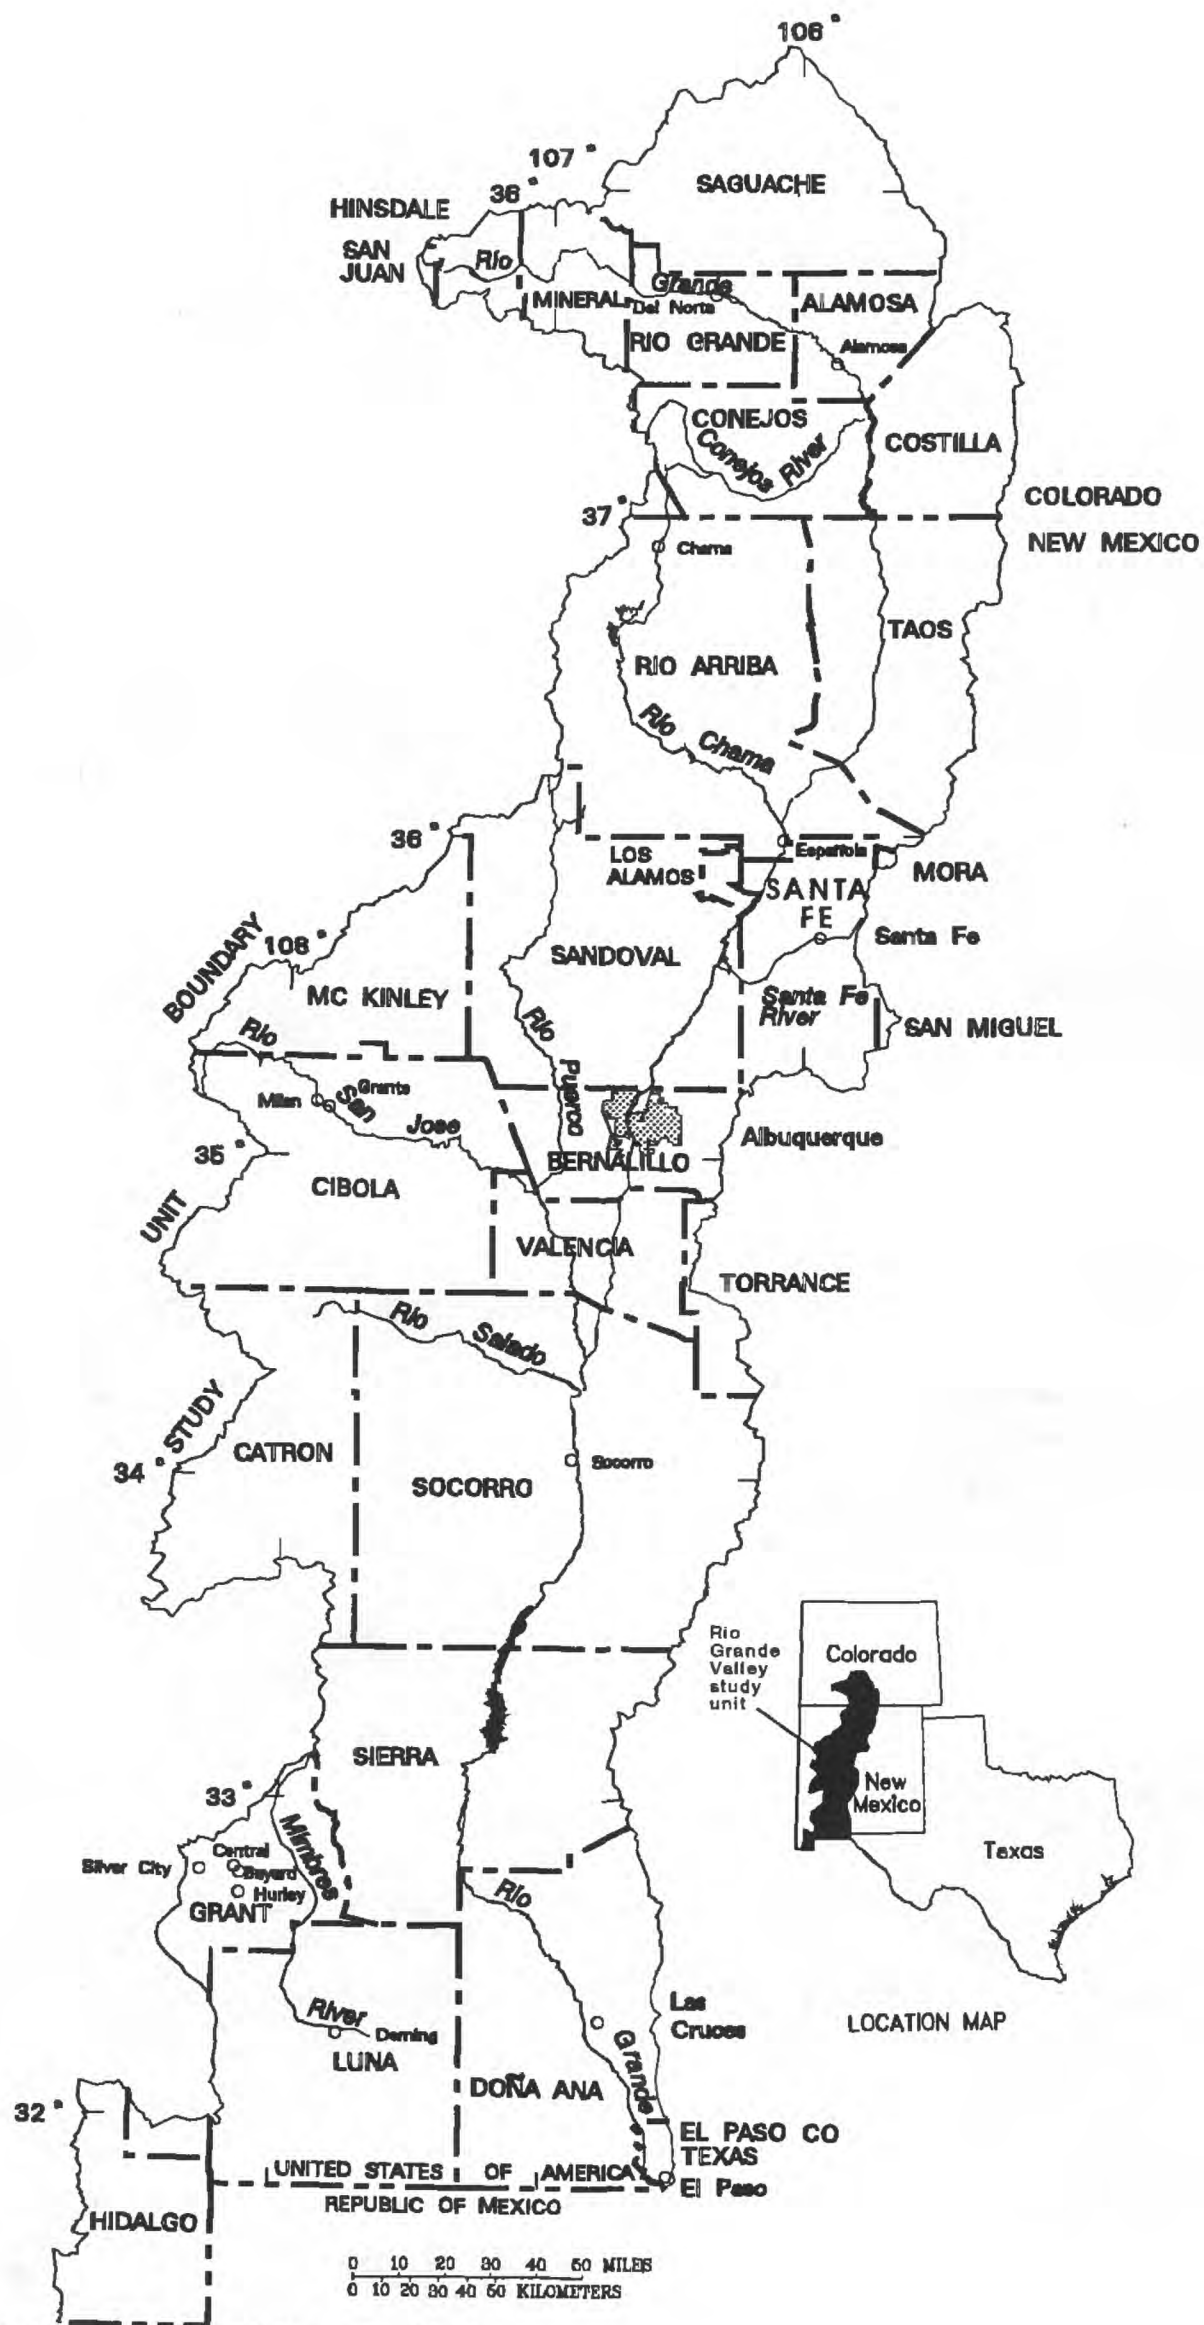 106°
107°
SAGUACHE
38°
HINSDALE
SAN
JUAN
Rio
Grande
MINERAL
Del Norte
ALAMOSA
RIO GRANDE
Alamosa
CONEJOS
Conejos River
COSTILLA
COLORADO
37°
NEW MEXICO
Chama
TAOS
RIO ARRIBA
Rio Chama
36°
LOS
ALAMOS
Española
MORA
SANTA
FE
Santa Fe
BOUNDARY
108°
SANDOVAL
MC KINLEY
Santa Fe
River
SAN MIGUEL
Rio
Rio
Puerco
Grants
Milan
San
Jose
Albuquerque
35°
BERNALILLO
CIBOLA
UNIT
VALENCIA
TORRANCE
Rio
Salado
STUDY
CATRON
34°
Socorro
SOCORRO
Rio
Grande
Valley
study
unit
Colorado
SIERRA
33°
New
Mexico
Mimbres
Central
Silver City
Bayard
Texas
Hurley
Rio
GRANT
Las
Cruces
River
LOCATION MAP
Deming
LUNA
Grande
DOÑA ANA
32°
EL PASO CO
TEXAS
UNITED STATES OF AMERICA
El Paso
REPUBLIC OF MEXICO
HIDALGO
0 10 20 30 40 50 MILES
0 10 20 30 40 50 KILOMETERS